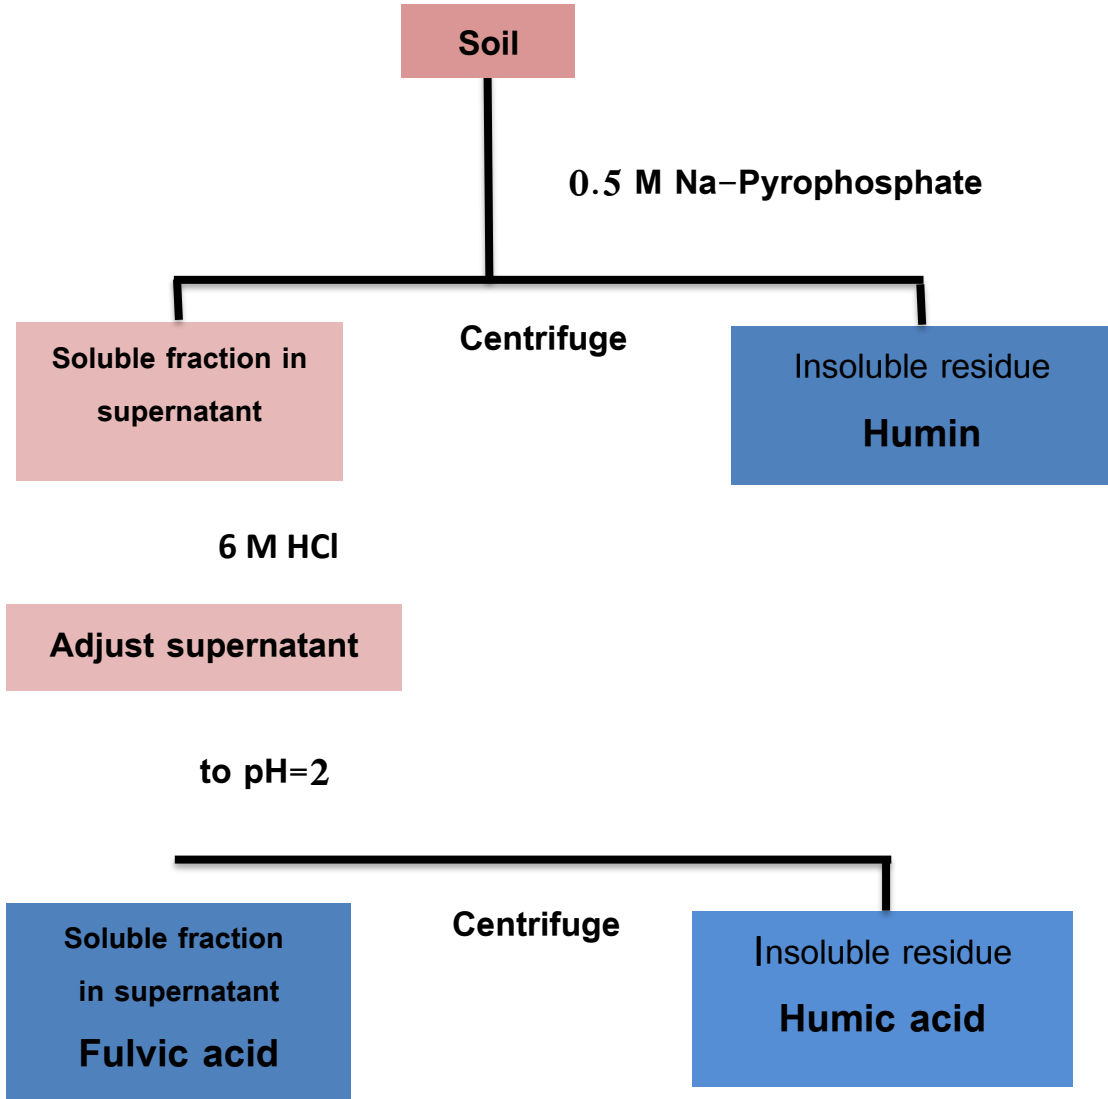 Soil
0.5 M Na-Pyrophosphate
Soluble fraction in
supernatant
Centrifuge
Insoluble residue
Humin
6 M HCl
Adjust supernatant
to pH=2
Soluble fraction
in supernatant
Fulvic acid
Centrifuge
Insoluble residue
Humic acid